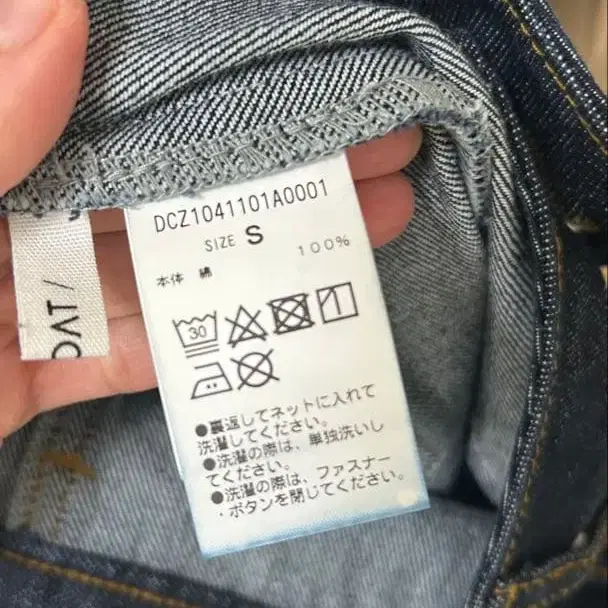 DCZ1041101A0001
SIZE S
100%
本体 綿
30
●裏返してネットに入れて
洗濯してください。
●洗濯の際は、単独洗いし
てください。
●洗濯の際は、ファスナー
・ボタンを閉じてください。
OAT/